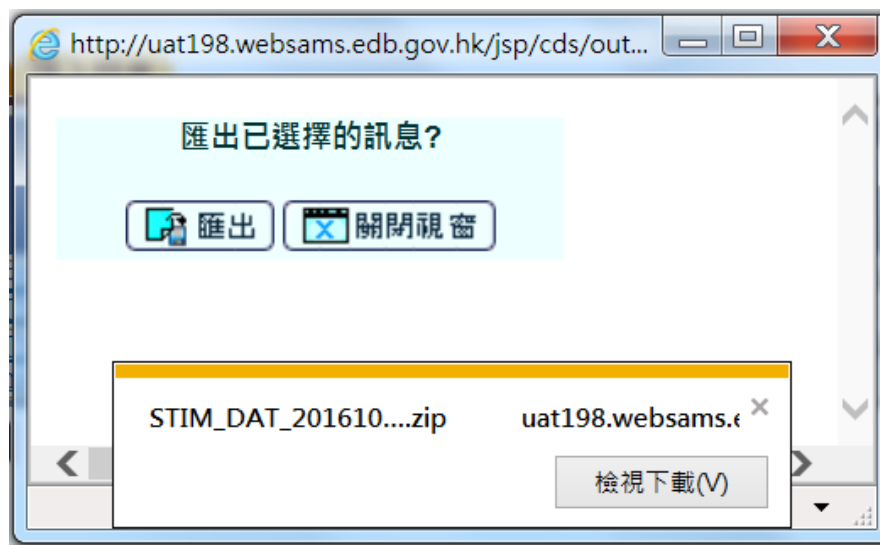 http://uat198.websams.edb.gov.hk/jsp/cds/out...
匯出已選擇的訊息?
匯出 關閉視窗
STIM_DAT_201610....zip uat198.websams.e
檢視下載(V)